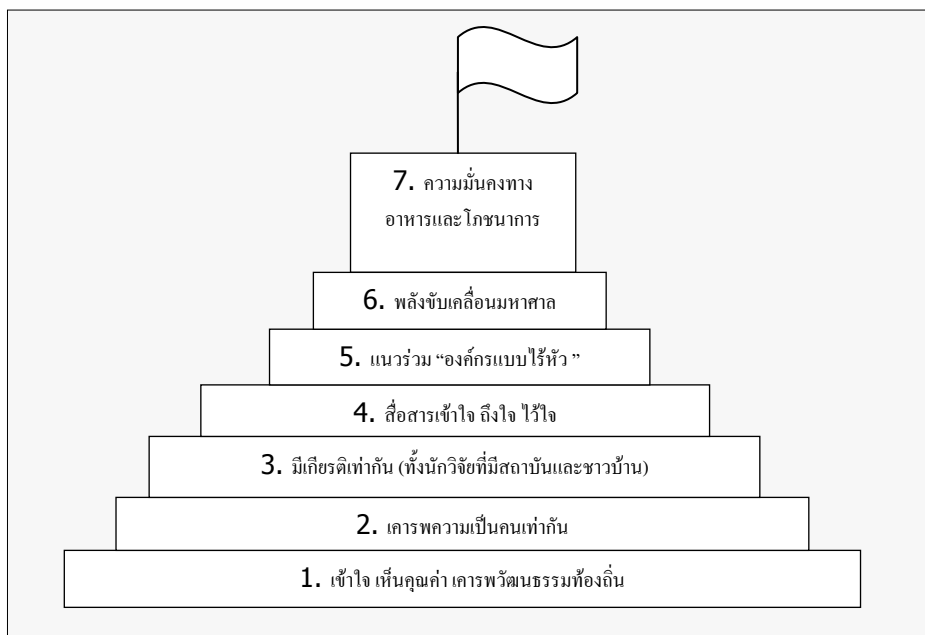 7. ความมั่นคงทาง
อาหารและโภชนาการ
6. พลังขับเคลื่อนมหาศาล
5. แนวร่วม “องค์กรแบบไร้หัว ”
4. สื่อสารเข้าใจ ถึงใจ ไว้ใจ
3. มีเกียรติเท่ากัน (ทั้งนักวิจัยที่มีสถาบันและชาวบ้าน)
2. เคารพความเป็นคนเท่ากัน
1. เข้าใจ เห็นคุณค่า เคารพวัฒนธรรมท้องถิ่น